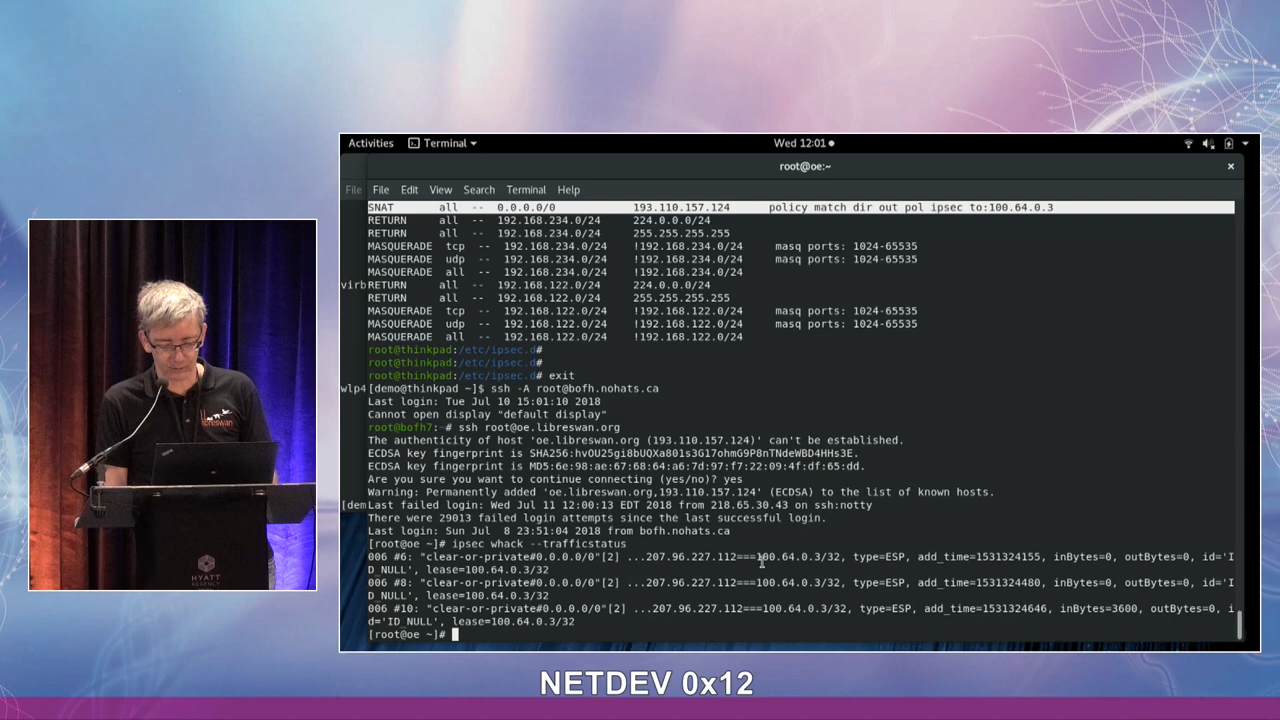 Activities Terminal Wed 12:01
root@oe:~ ×
File File Edit View Search Terminal Help
SNAT all -- 0.0.0.0/0 193.110.157.124 policy match dir out pol ipsec to:100.64.0.3
RETURN all -- 192.168.234.0/24 224.0.0.0/24
RETURN all -- 192.168.234.0/24 255.255.255.255
MASQUERADE tcp -- 192.168.234.0/24 !192.168.234.0/24 masq ports: 1024-65535
MASQUERADE udp -- 192.168.234.0/24 !192.168.234.0/24 masq ports: 1024-65535
MASQUERADE all -- 192.168.234.0/24 !192.168.234.0/24
virb RETURN all -- 192.168.122.0/24 224.0.0.0/24
RETURN all -- 192.168.122.0/24 255.255.255.255
MASQUERADE tcp -- 192.168.122.0/24 !192.168.122.0/24 masq ports: 1024-65535
MASQUERADE udp -- 192.168.122.0/24 !192.168.122.0/24 masq ports: 1024-65535
MASQUERADE all -- 192.168.122.0/24 !192.168.122.0/24
root@thinkpad:/etc/ipsec.d#
root@thinkpad:/etc/ipsec.d#
root@thinkpad:/etc/ipsec.d# exit
wlp4 [demo@thinkpad ~]$ ssh -A root@bofh.nohats.ca
Last login: Tue Jul 10 15:01:10 2018
Cannot open display "default display"
root@bofh7:~# ssh root@oe.libreswan.org
The authenticity of host 'oe.libreswan.org (193.110.157.124)' can't be established.
ECDSA key fingerprint is SHA256:hvOU25gi8bUQXa801s3G17ohmG9P8nTNdeWBD4HHs3E.
ECDSA key fingerprint is MD5:6e:98:ae:67:68:64:a6:7d:97:f7:22:09:4f:df:65:dd.
Are you sure you want to continue connecting (yes/no)? yes
Warning: Permanently added 'oe.libreswan.org,193.110.157.124' (ECDSA) to the list of known hosts.
[dem Last failed login: Wed Jul 11 12:00:13 EDT 2018 from 218.65.30.43 on ssh:notty
There were 29013 failed login attempts since the last successful login.
Last login: Sun Jul  8 23:51:04 2018 from bofh.nohats.ca
[root@oe ~]# ipsec whack --trafficstatus
006 #6: "clear-or-private#0.0.0.0/0"[2] ...207.96.227.112===100.64.0.3/32, type=ESP, add_time=1531324155, inBytes=0, outBytes=0, id='I
D_NULL', lease=100.64.0.3/32
006 #8: "clear-or-private#0.0.0.0/0"[2] ...207.96.227.112===100.64.0.3/32, type=ESP, add_time=1531324480, inBytes=0, outBytes=0, id='I
D_NULL', lease=100.64.0.3/32
006 #10: "clear-or-private#0.0.0.0/0"[2] ...207.96.227.112===100.64.0.3/32, type=ESP, add_time=1531324646, inBytes=3600, outBytes=0, i
d='ID_NULL', lease=100.64.0.3/32
[root@oe ~]#
libreswan
HYATT
REGENCY
NETDEV 0x12